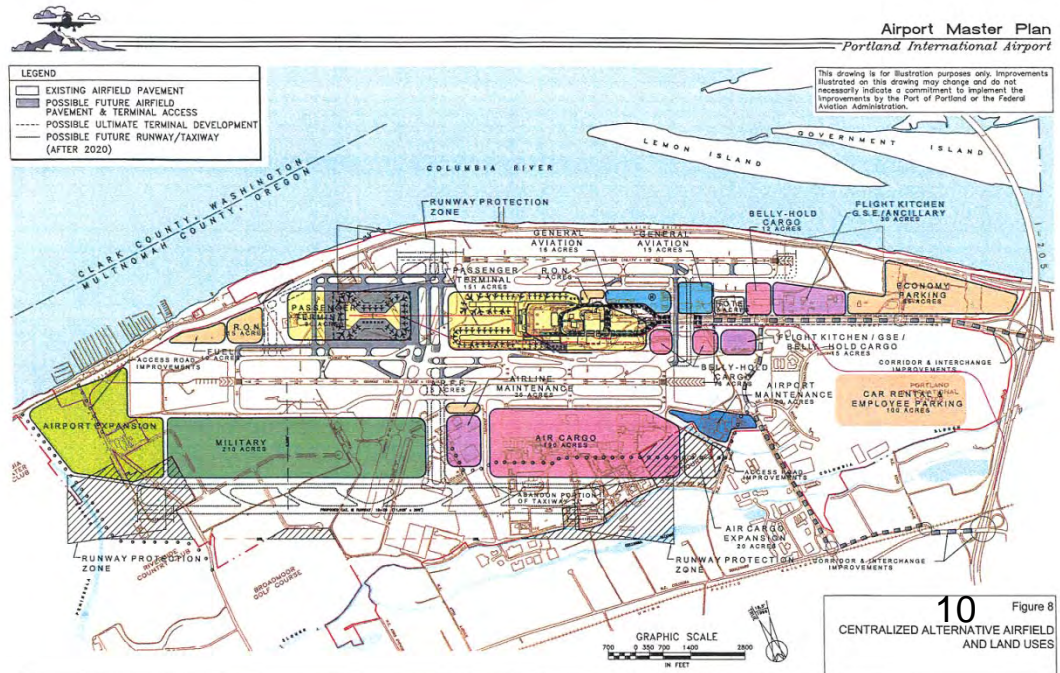 Airport Master Plan
Portland International Airport
LEGEND
EXISTING AIRFIELD PAVEMENT
POSSIBLE FUTURE AIRFIELD
PAVEMENT & TERMINAL ACCESS
POSSIBLE ULTIMATE TERMINAL DEVELOPMENT
POSSIBLE FUTURE RUNWAY/TAXIWAY
(AFTER 2020)
This drawing is for illustration purposes only. Improvements
illustrated on this drawing may change and do not
necessarily indicate a commitment to implement the
improvements by the Port of Portland or the Federal
Aviation Administration.
LEMON ISLAND
GOVERNMENT ISLAND
COLUMBIA RIVER
CLARK COUNTY, WASHINGTON
MULTNOMAH COUNTY, OREGON
I-205
RUNWAY PROTECTION
ZONE
GENERAL
AVIATION
16 ACRES
GENERAL
AVIATION
15 ACRES
BELLY-HOLD
CARGO
12 ACRES
FLIGHT KITCHEN
G.S.E./ANCILLARY
30 ACRES
PASSENGER
TERMINAL
151 ACRES
R.O.N.
ECONOMY
PARKING
R.O.N.
FUEL
ACCESS ROAD
IMPROVEMENTS
FLIGHT KITCHEN / GSE /
BELLY-HOLD CARGO
15 ACRES
CORRIDOR & INTERCHANGE
IMPROVEMENTS
BELLY-HOLD
CARGO
AIRLINE
MAINTENANCE
25 ACRES
AIRPORT
MAINTENANCE
20 ACRES
CAR RENTAL &
EMPLOYEE PARKING
100 ACRES
AIRPORT EXPANSION
MILITARY
210 ACRES
AIR CARGO
ACCESS ROAD
IMPROVEMENTS
ABANDON PORTION
OF TAXIWAY
AIR CARGO
EXPANSION
20 ACRES
RUNWAY PROTECTION
ZONE
RUNWAY PROTECTION
ZONE
CORRIDOR & INTERCHANGE
IMPROVEMENTS
BROADMOOR
GOLF COURSE
GRAPHIC SCALE
700 0 350 700 1400 2800
IN FEET
10
Figure 8
CENTRALIZED ALTERNATIVE AIRFIELD
AND LAND USES